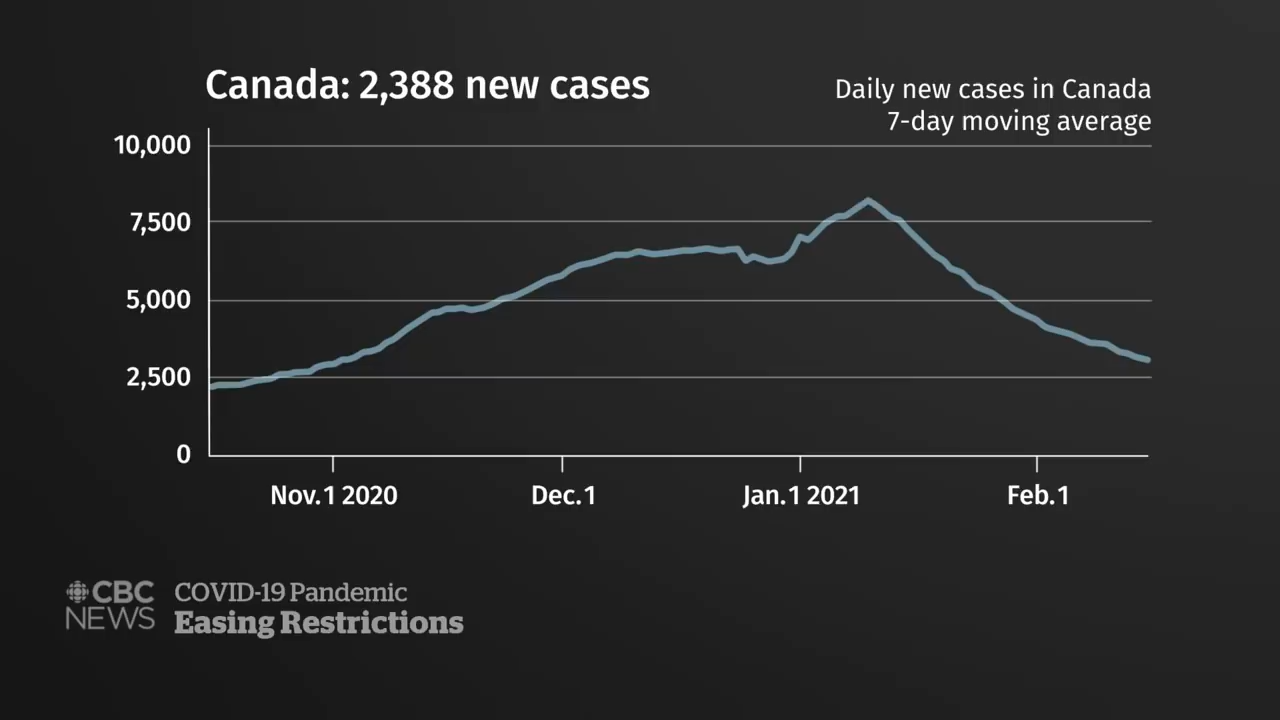 Canada: 2,388 new cases
Daily new cases in Canada
7-day moving average
10,000
7,500
5,000
2,500
0
Nov.1 2020
Dec.1
Jan.1 2021
Feb.1
CBC
NEWS
COVID-19 Pandemic
Easing Restrictions